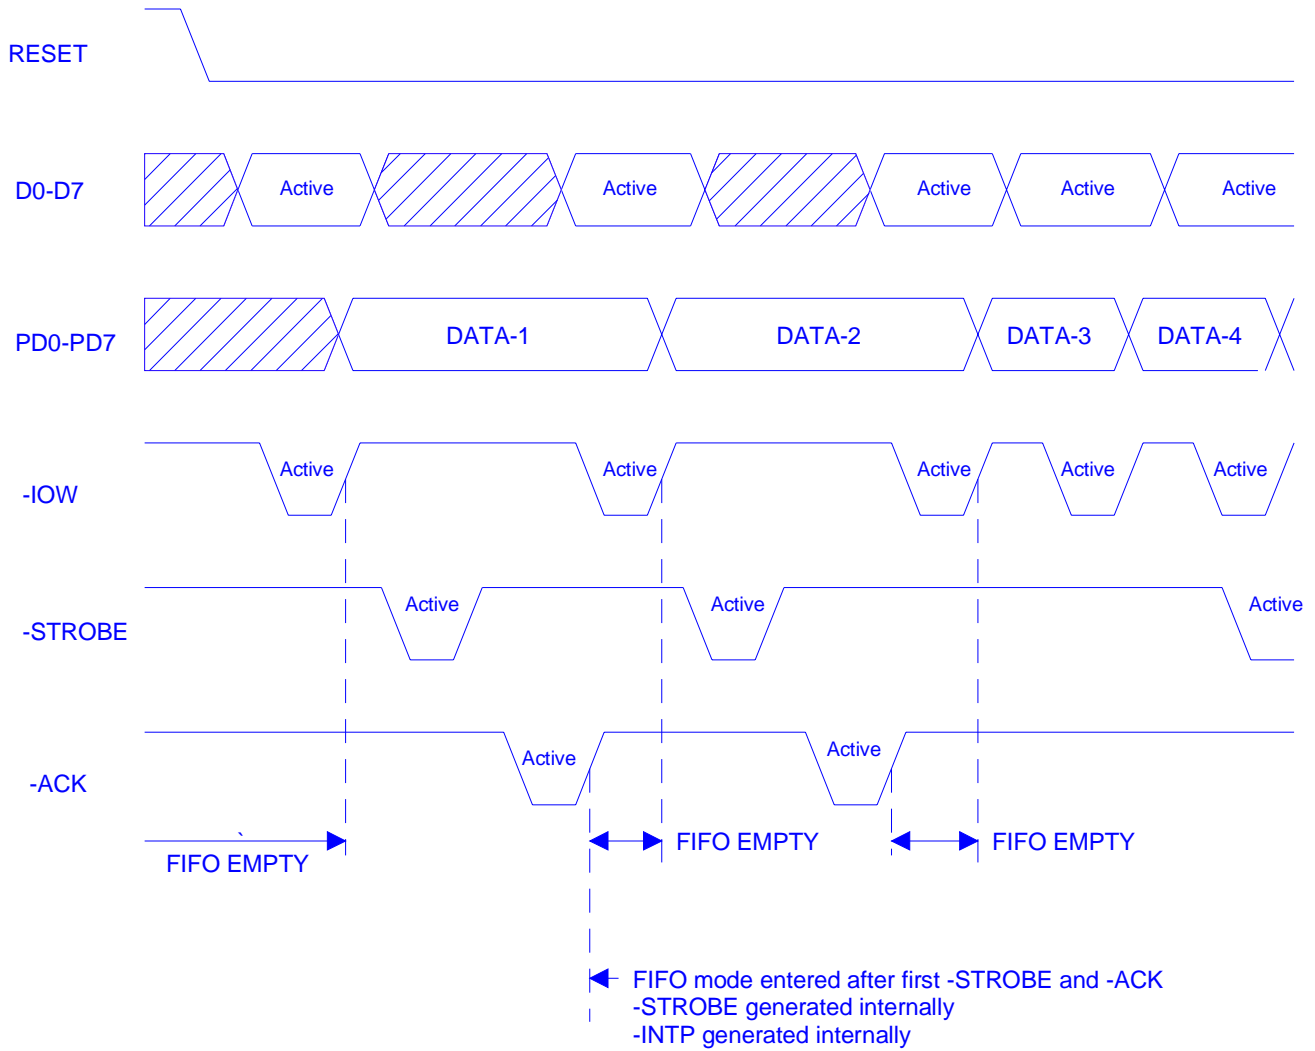 RESET
D0-D7
Active
Active
Active
Active
Active
PD0-PD7
DATA-1
DATA-2
DATA-3
DATA-4
-IOW
Active
Active
Active
Active
Active
-STROBE
Active
Active
Active
-ACK
Active
Active
`
FIFO EMPTY
FIFO EMPTY
FIFO EMPTY
FIFO mode entered after first -STROBE and -ACK
-STROBE generated internally
-INTP generated internally